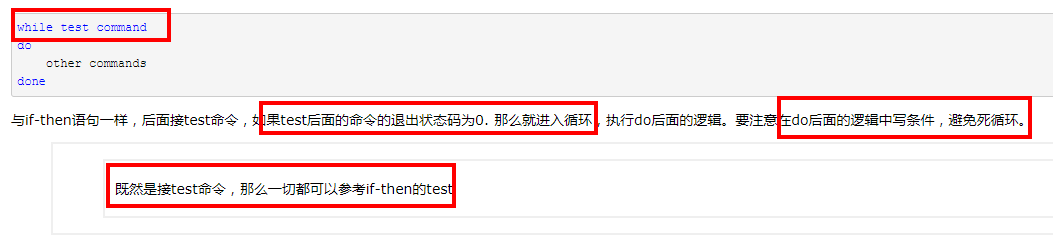 while test command
do
other commands
done
与if-then语句一样，后面接test命令，如果test后面的命令的退出状态码为0. 那么就进入循环，执行do后面的逻辑。要注意在do后面的逻辑中写条件，避免死循环。
既然是接test命令，那么一切都可以参考if-then的test